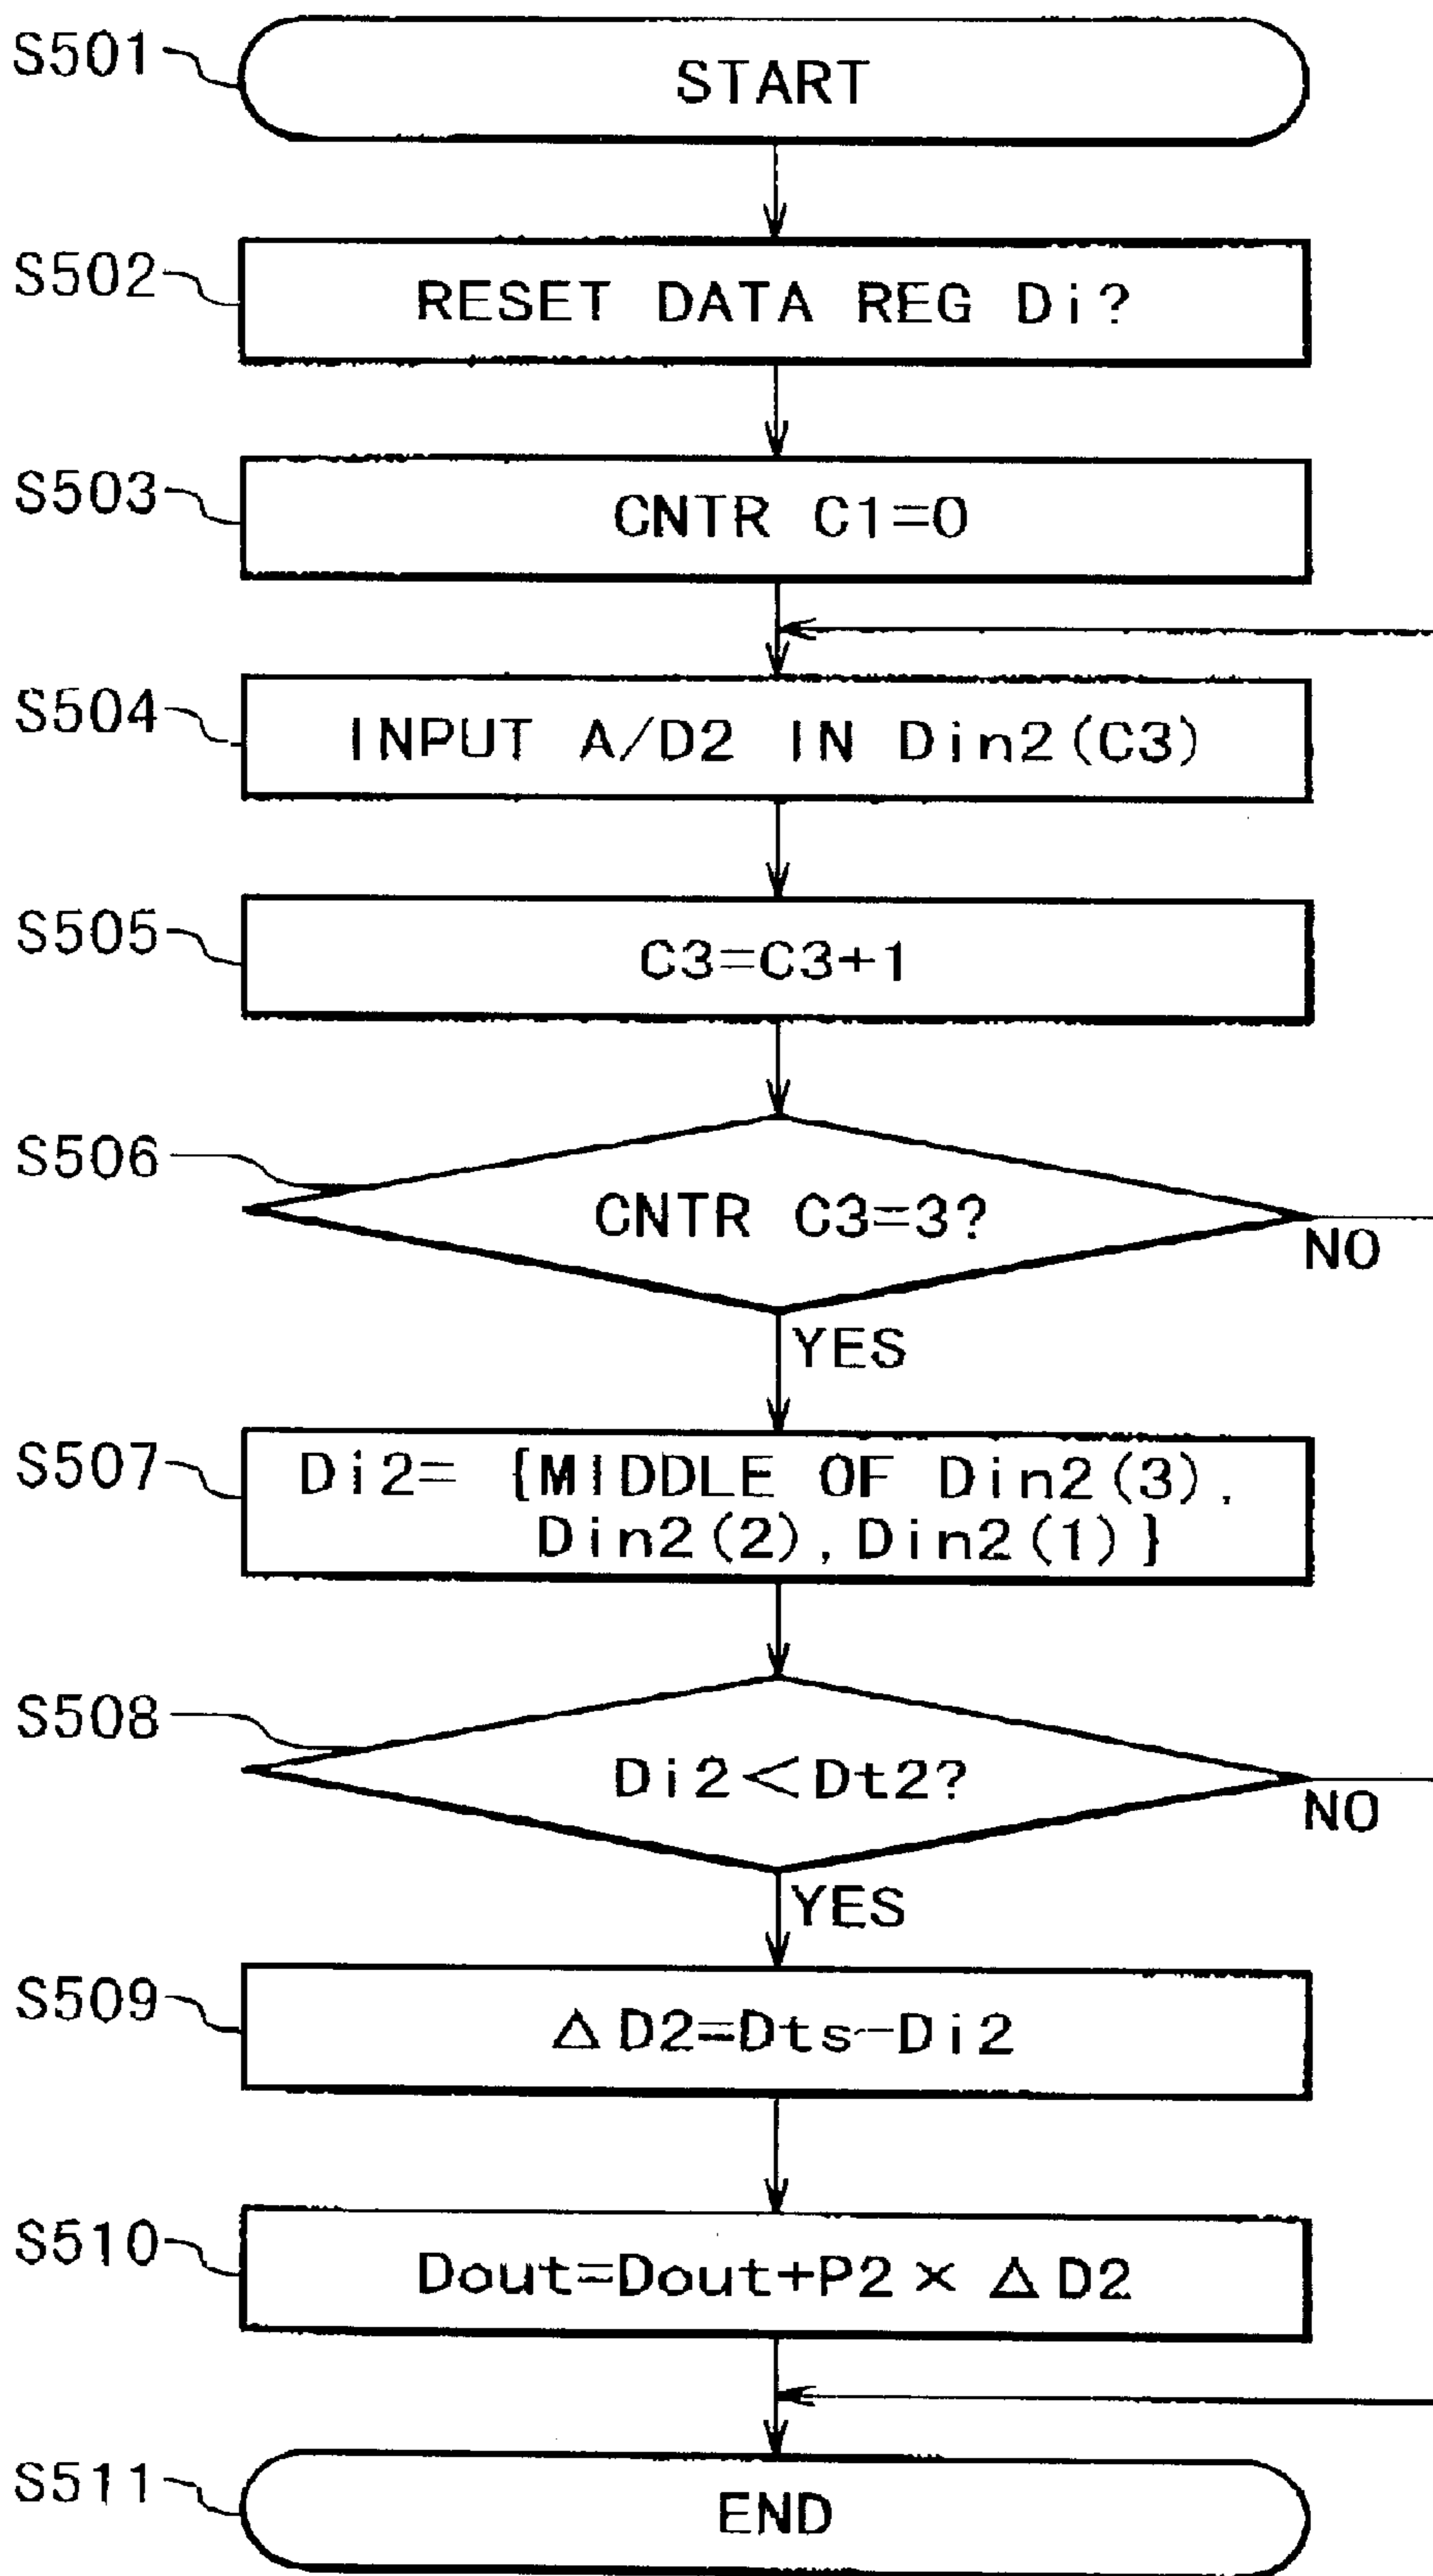 S501
START
S502
RESET DATA REG Di?
S503
CNTR C1=0
S504
INPUT A/D2 IN Din2(C3)
S505
C3=C3+1
S506
CNTR C3=3?
NO
YES
S507
Di2= {MIDDLE OF Din2(3),
Din2(2),Din2(1)}
S508
Di2<Dt2?
NO
YES
S509
△D2=Dts-Di2
S510
Dout=Dout+P2×△D2
S511
END